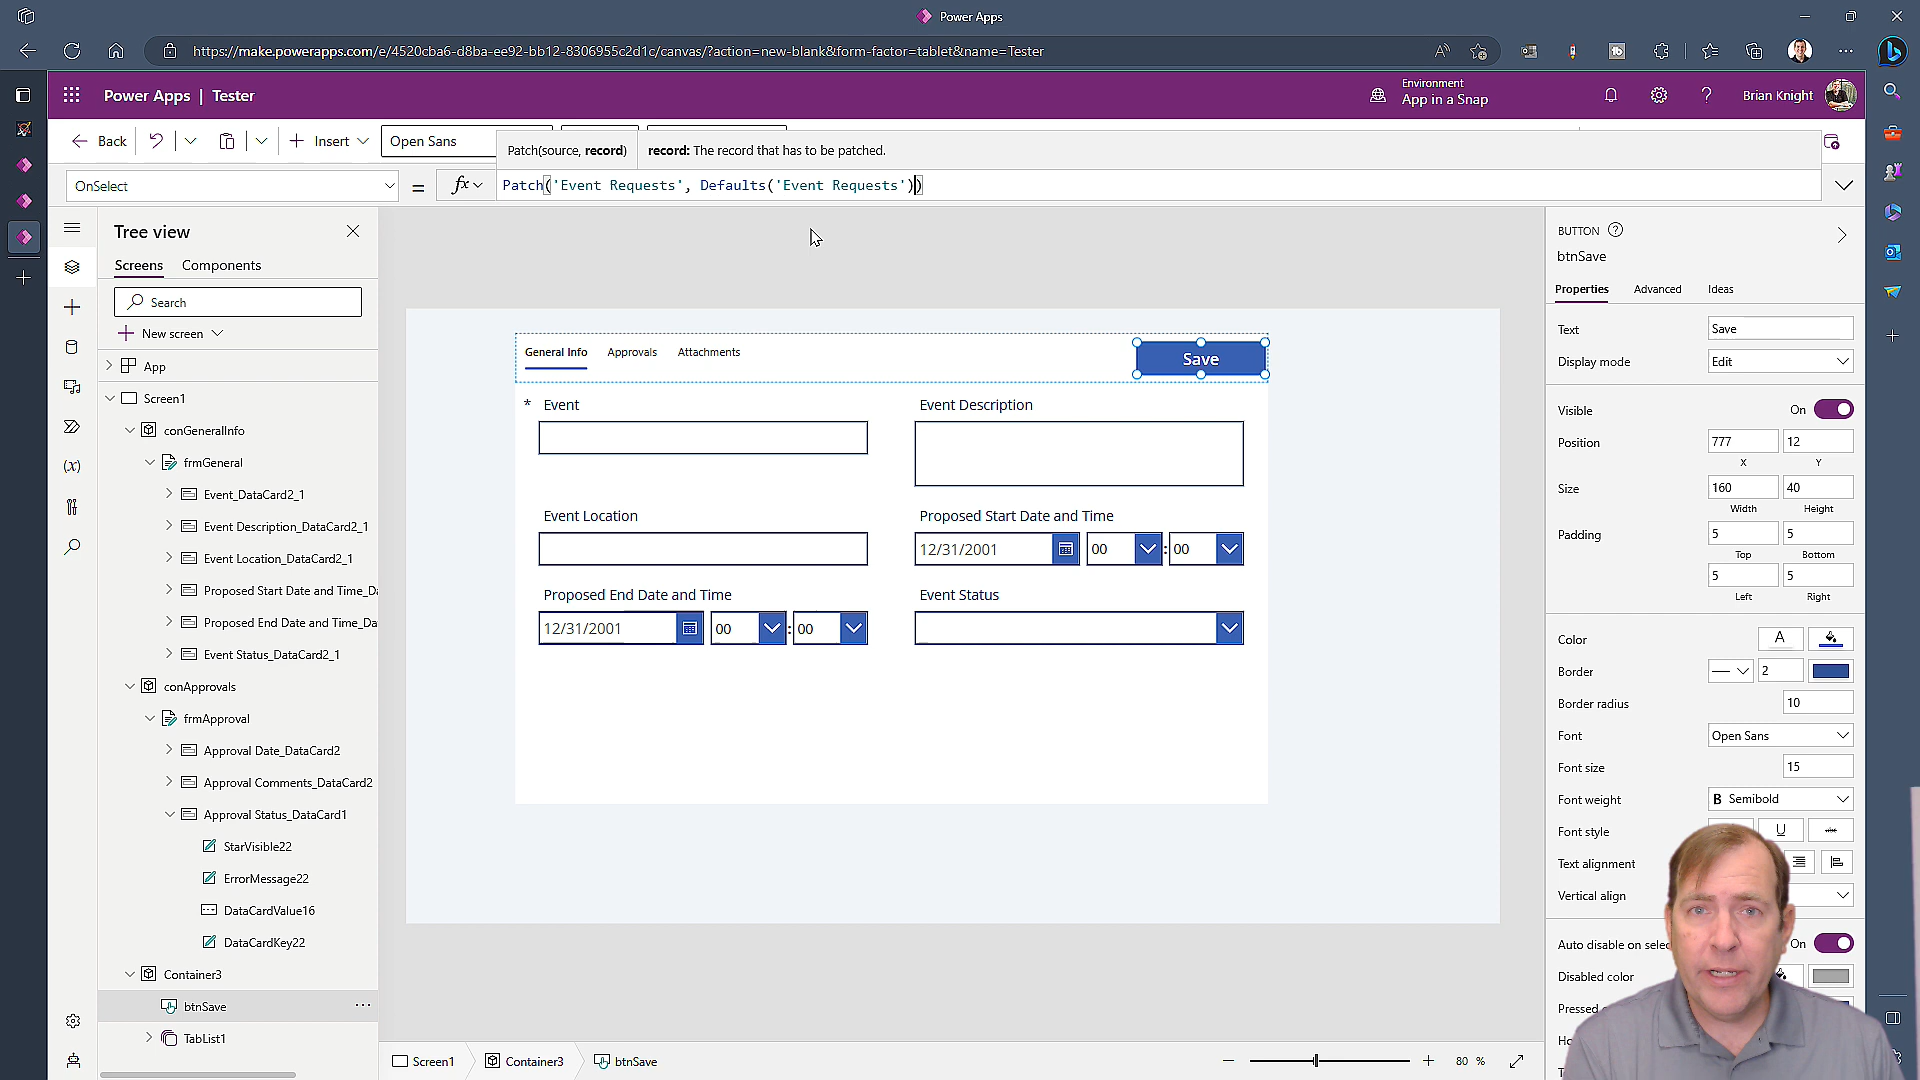 Power Apps
https://make.powerapps.com/e/4520cba6-d8ba-ee92-bb12-8306955c2d1c/canvas/?action=new-blank&form-factor=tablet&name=Tester
Power Apps | Tester
Environment
App in a Snap
Brian Knight
Back
Insert
Open Sans
Patch(source, record)
record: The record that has to be patched.
OnSelect
=
fx
Patch('Event Requests', Defaults('Event Requests'))
Tree view
Screens
Components
Search
New screen
App
Screen1
conGeneralInfo
frmGeneral
Event_DataCard2_1
Event Description_DataCard2_1
Event Location_DataCard2_1
Proposed Start Date and Time_Da
Proposed End Date and Time_Da
Event Status_DataCard2_1
conApprovals
frmApproval
Approval Date_DataCard2
Approval Comments_DataCard2
Approval Status_DataCard1
StarVisible22
ErrorMessage22
DataCardValue16
DataCardKey22
Container3
btnSave
TabList1
General Info
Approvals
Attachments
Save
* Event
Event Description
Event Location
Proposed Start Date and Time
12/31/2001
00
:
00
Proposed End Date and Time
12/31/2001
00
:
00
Event Status
Screen1
Container3
btnSave
80 %
BUTTON
btnSave
Properties
Advanced
Ideas
Text
Save
Display mode
Edit
Visible
On
Position
777
12
X
Y
Size
160
40
Width
Height
Padding
5
5
Top
Bottom
5
5
Left
Right
Color
A
Border
2
Border radius
10
Font
Open Sans
Font size
15
Font weight
B Semibold
Font style
U
Text alignment
Vertical align
Auto disable on selec
On
Disabled color
Pressed